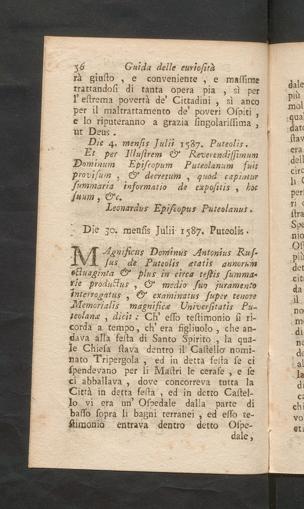 36 Guida delle curiosità
rà giusto, e conveniente, e massime
trattandosi di tanta opera pia, sì per
l'estrema povertà de' Cittadini, sì anco
per il maltrattamento de' poveri Ospiti,
e lo riputeranno a grazia singolarissima,
ut Deus.
Die 4. mensis Julii 1587. Puteolis.
Et per Illustrem & Reverendissimum
Dominum Episcopum Puteolanum fuit
provisum, & decretum, quod capiatur
summaria informatio de expositis, hoc
suum, &c.
Leonardus Episcopus Puteolanus.
Die 30. mensis Julii 1587. Puteolis.
MAgnificus Dominus Antonius Rus-
sus de Puteolis ætatis annorum
octuaginta & plus in circa testis summa-
rie productus, & medio suo juramento
interrogatus, & examinatus super tenore
Memorialis magnificæ Universitatis Pu-
teolanæ, dicit: Ch' esso testimonio si ri-
corda a tempo, ch'era figliuolo, che an-
dava alla festa di Santo Spirito, la qua-
le Chiesa stava dentro il Castello nomi-
nato Tripergola, ed in detta festa se ci
spendevano per li Mastri le cerase, e se
ci abballava, dove concorreva tutta la
Città in detta festa, ed in detto Castel-
lo vi era un' Ospedale dalla parte di
basso sopra li bagni terranei, ed esso te-
stimonio entrava dentro detto Ospe-
dale,